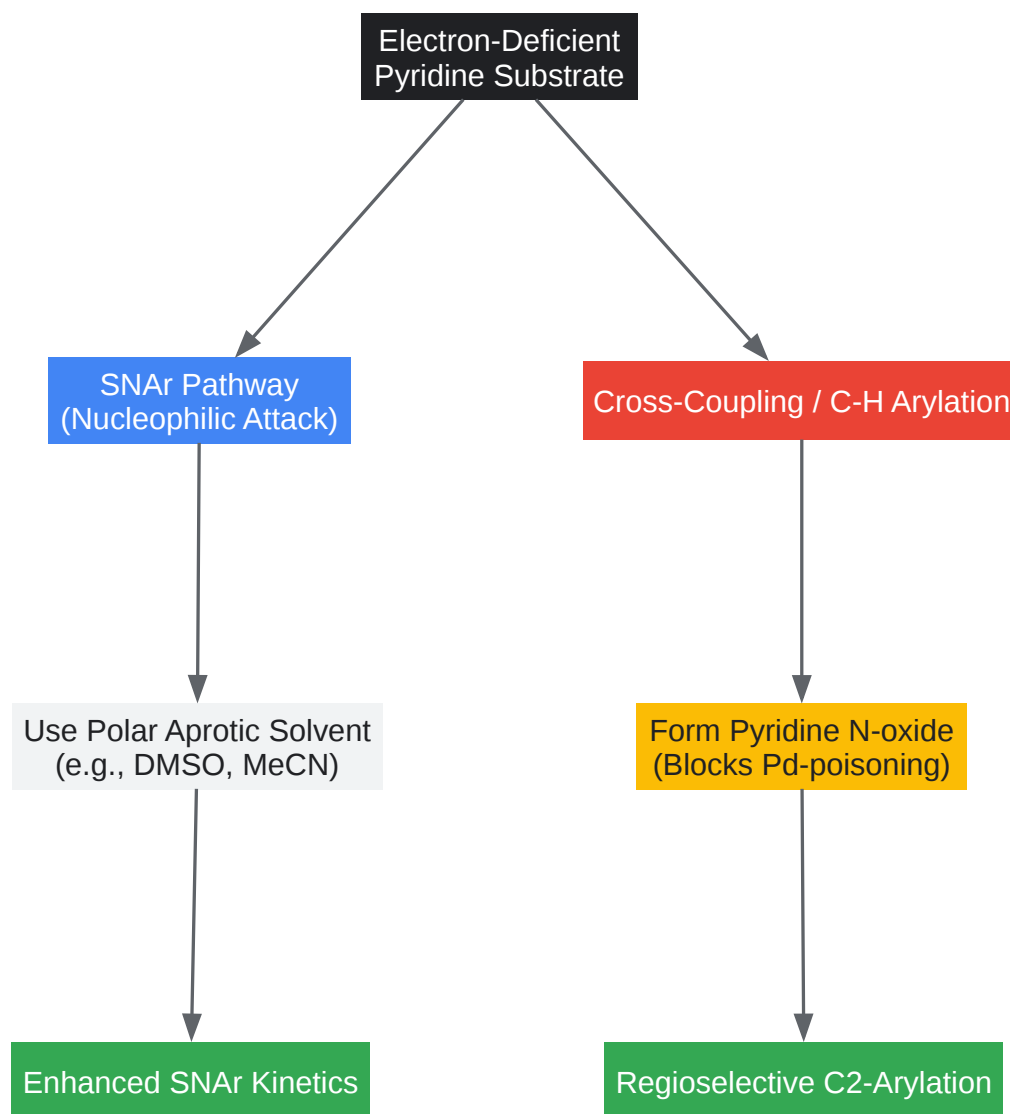 Electron-Deficient
Pyridine Substrate
SNAr Pathway
(Nucleophilic Attack)
Cross-Coupling / C-H Arylation
Use Polar Aprotic Solvent
(e.g., DMSO, MeCN)
Form Pyridine N-oxide
(Blocks Pd-poisoning)
Enhanced SNAr Kinetics
Regioselective C2-Arylation